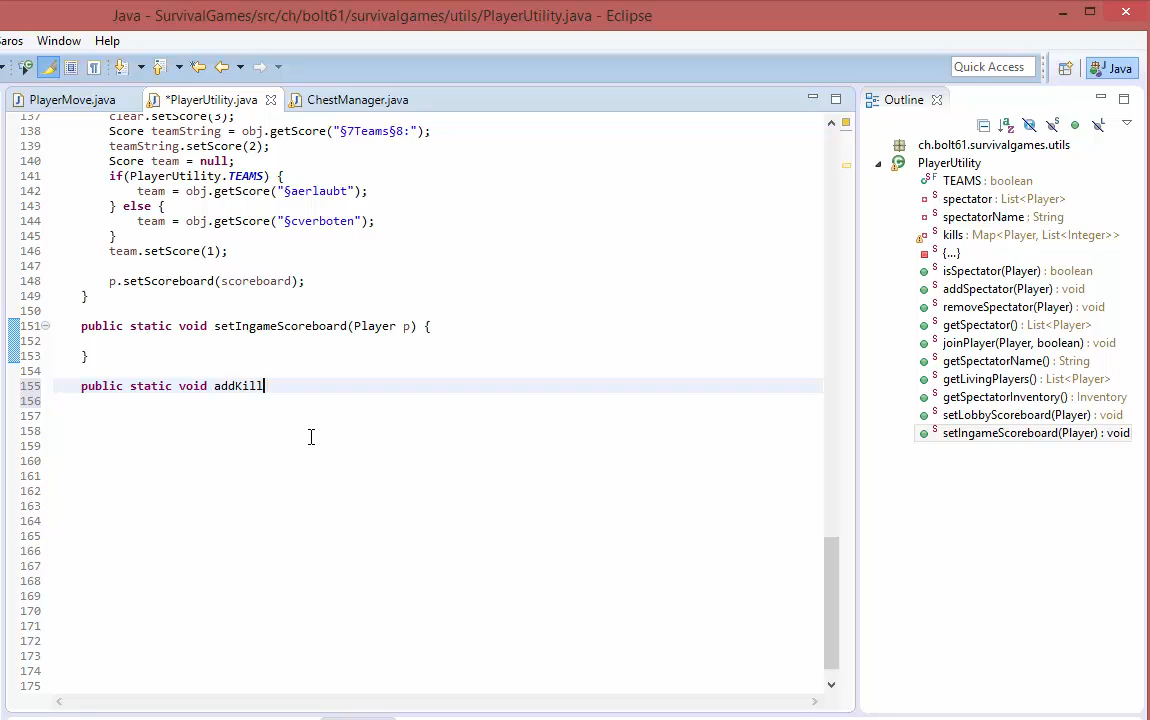 Java - SurvivalGames/src/ch/bolt61/survivalgames/utils/PlayerUtility.java - Eclipse
aros Window Help
Quick Access
Java
PlayerMove.java
*PlayerUtility.java
ChestManager.java
Outline
137 clear.setScore(3);
138 Score teamString = obj.getScore("§7Teams§8:");
139 teamString.setScore(2);
140 Score team = null;
141 if(PlayerUtility.TEAMS) {
142 team = obj.getScore("§aerlaubt");
143 } else {
144 team = obj.getScore("§cverboten");
145 }
146 team.setScore(1);
147
148 p.setScoreboard(scoreboard);
149 }
150
151 public static void setIngameScoreboard(Player p) {
152
153 }
154
155 public static void addKill
156
157
158
159
160
161
162
163
164
165
166
167
168
169
170
171
172
173
174
175
ch.bolt61.survivalgames.utils
PlayerUtility
TEAMS : boolean
spectator : List<Player>
spectatorName : String
kills : Map<Player, List<Integer>>
{...}
isSpectator(Player) : boolean
addSpectator(Player) : void
removeSpectator(Player) : void
getSpectator() : List<Player>
joinPlayer(Player, boolean) : void
getSpectatorName() : String
getLivingPlayers() : List<Player>
getSpectatorInventory() : Inventory
setLobbyScoreboard(Player) : void
setIngameScoreboard(Player) : void